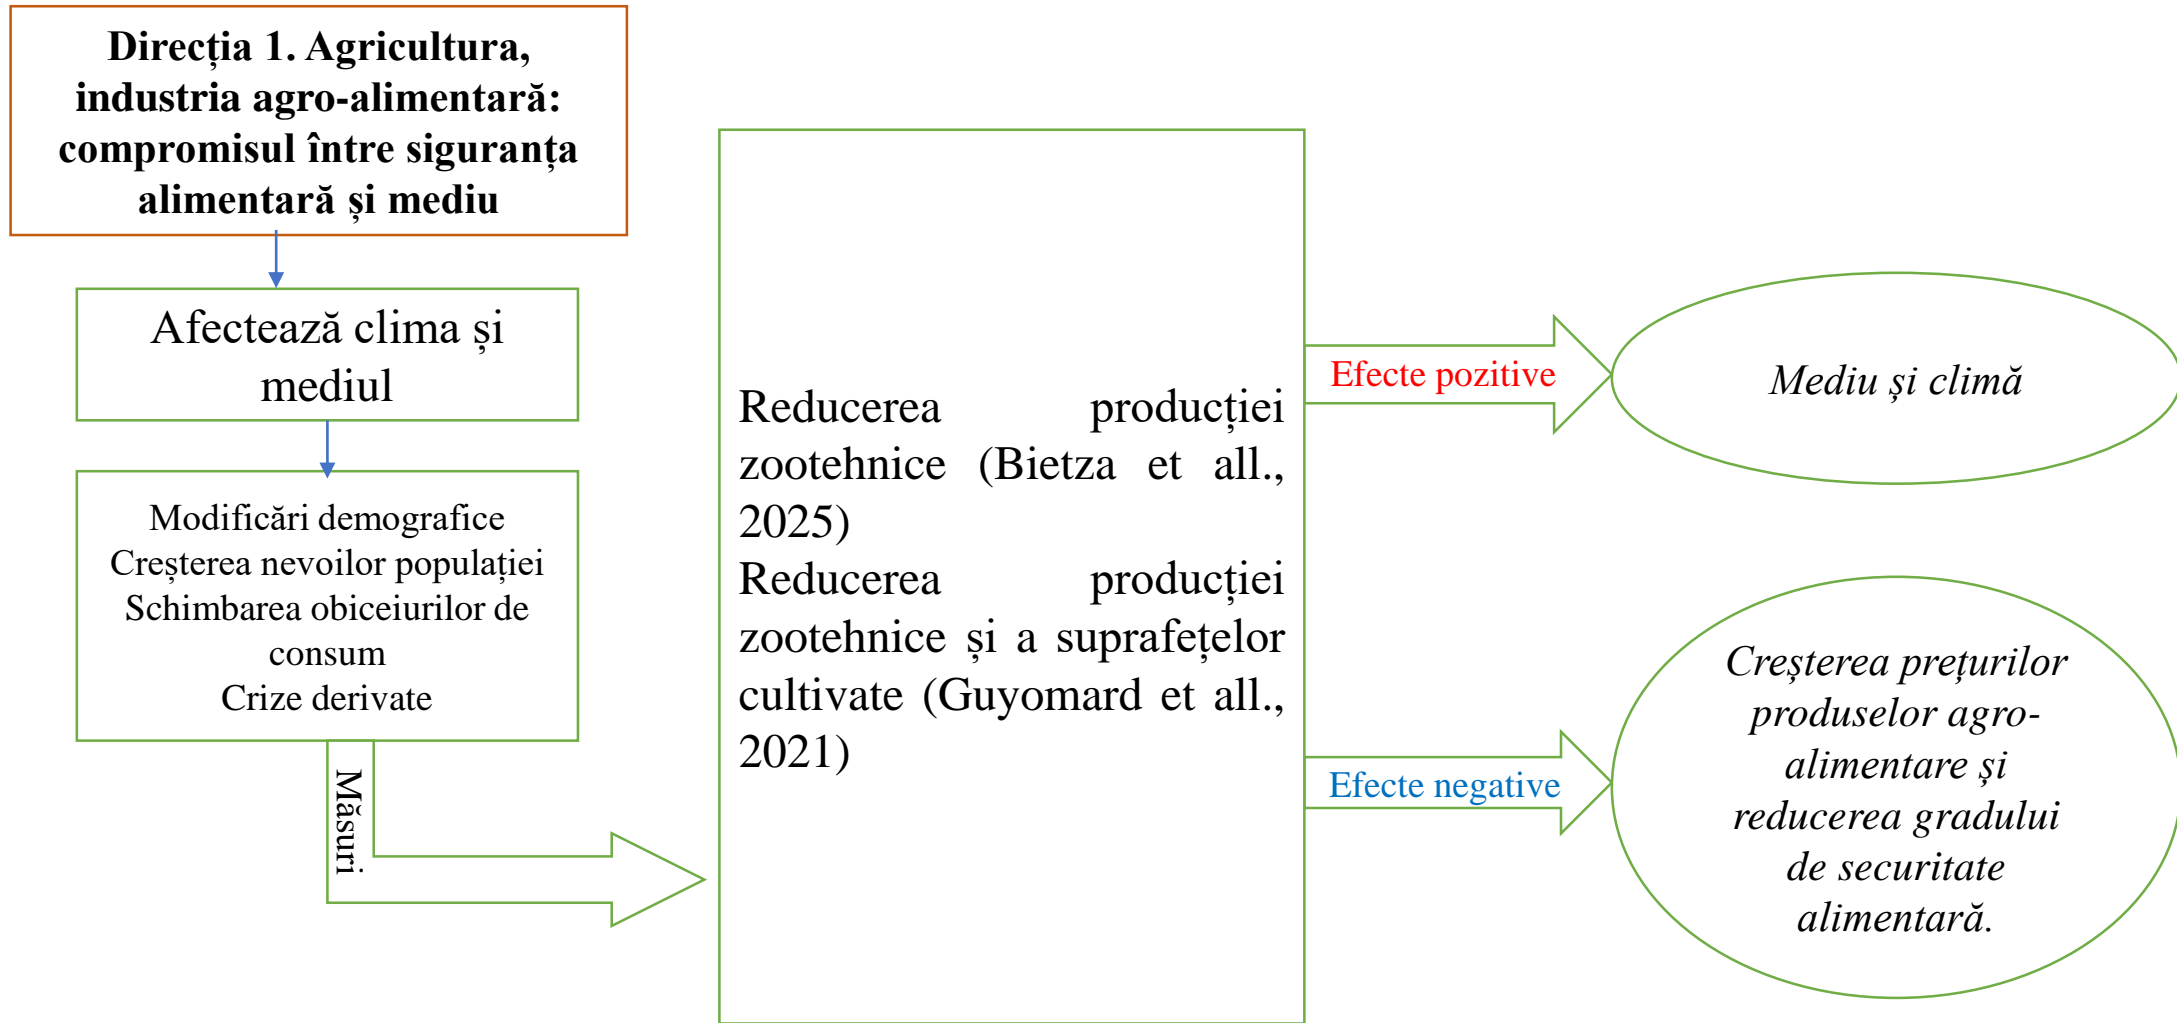 Direcția 1. Agricultura,
industria agro-alimentară:
compromisul între siguranța
alimentară și mediu
Afectează clima și
mediul
Modificări demografice
Creșterea nevoilor populației
Schimbarea obiceiurilor de
consum
Crize derivate
Măsuri
Reducerea producției
zootehnice (Bietza et all.,
2025)
Reducerea producției
zootehnice și a suprafețelor
cultivate (Guyomard et all.,
2021)
Efecte pozitive
Mediu și climă
Efecte negative
Creșterea prețurilor
produselor agro-
alimentare și
reducerea gradului
de securitate
alimentară.